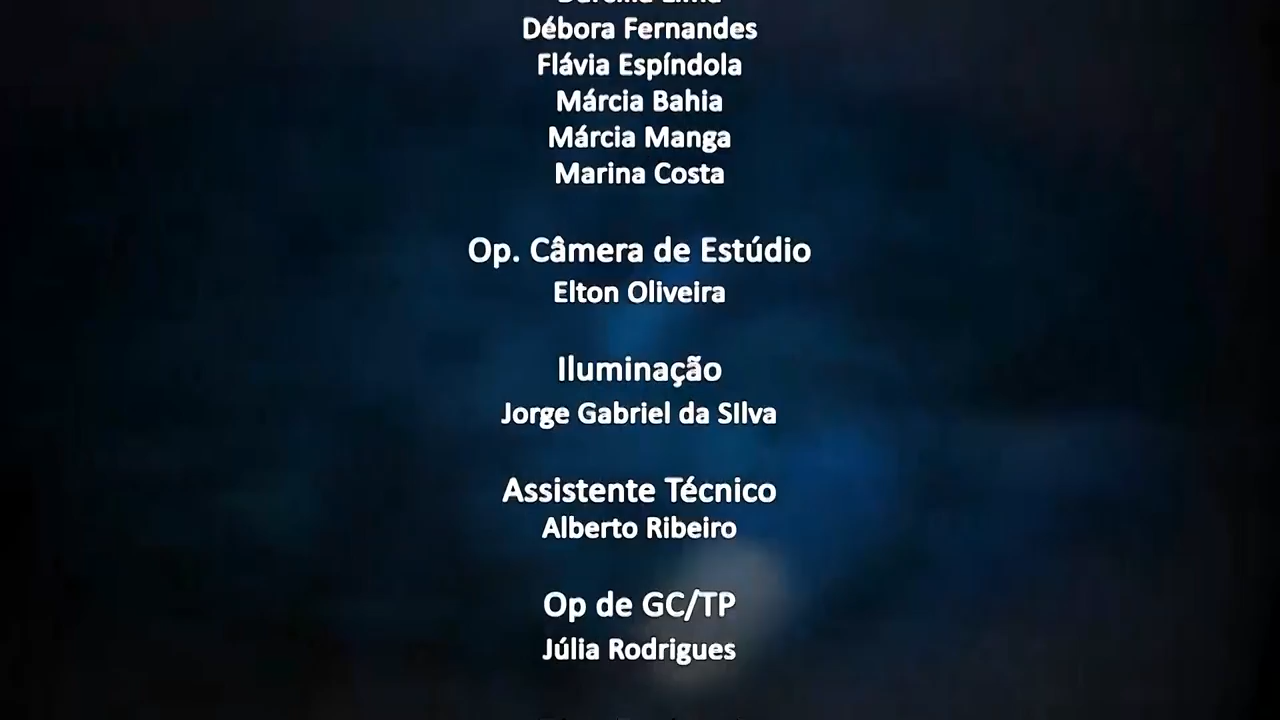 Débora Fernandes
Flávia Espíndola
Márcia Bahia
Márcia Manga
Marina Costa
Op. Câmera de Estúdio
Elton Oliveira
Iluminação
Jorge Gabriel da SIlva
Assistente Técnico
Alberto Ribeiro
Op de GC/TP
Júlia Rodrigues